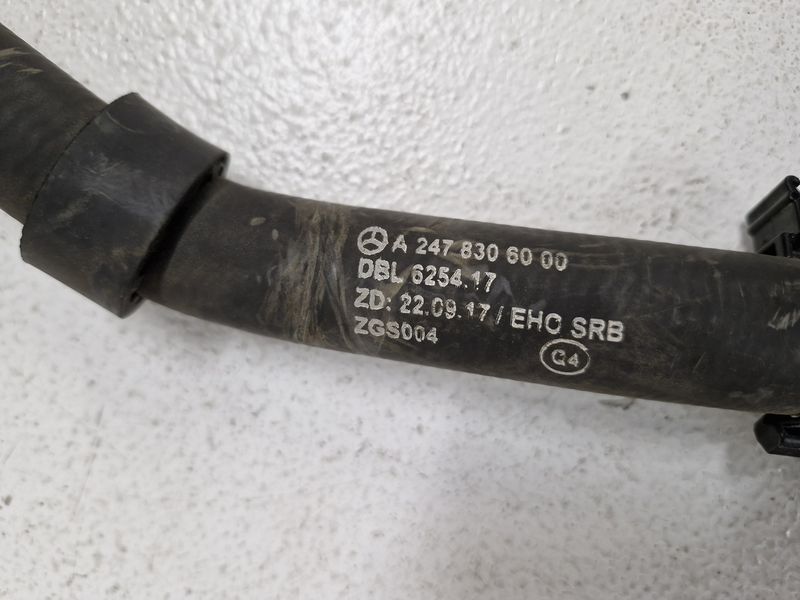 A 247 830 60 00
DBL 6254.17
ZD: 22.09.17 / EHC SRB
ZGS004
G4